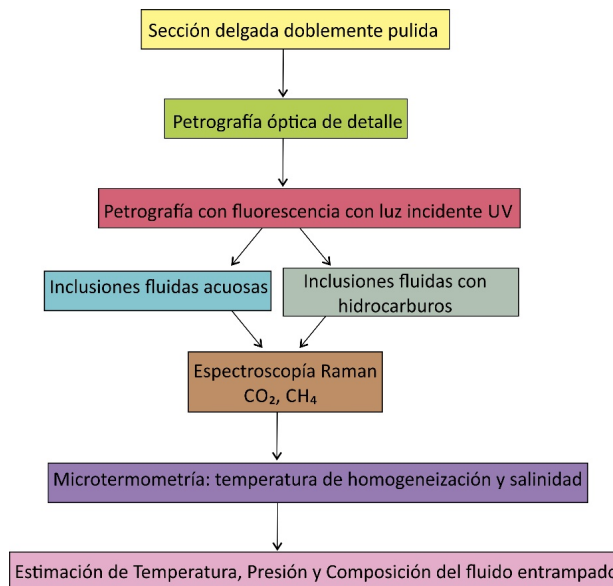 Sección delgada doblemente pulida
Petrografía óptica de detalle
Petrografía con fluorescencia con luz incidente UV
Inclusiones fluidas acuosas
Inclusiones fluidas con
hidrocarburos
Espectroscopía Raman
CO₂, CH₄
Microtermometría: temperatura de homogeneización y salinidad
Estimación de Temperatura, Presión y Composición del fluido entrampado